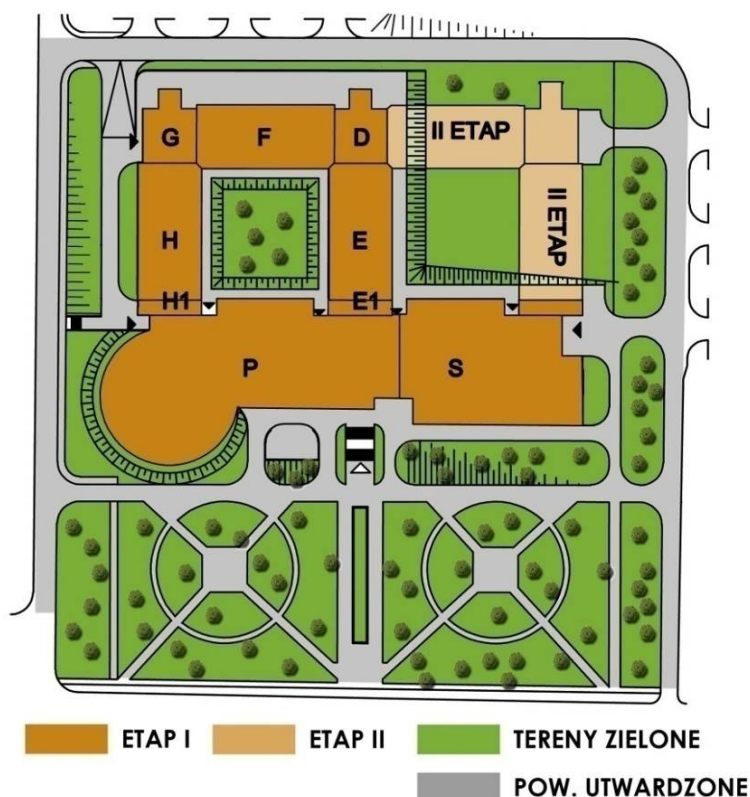 G F D II ETAP
II ETAP
H E
H1 E1
P S
ETAP I ETAP II TERENY ZIELONE
POW. UTWARDZONE